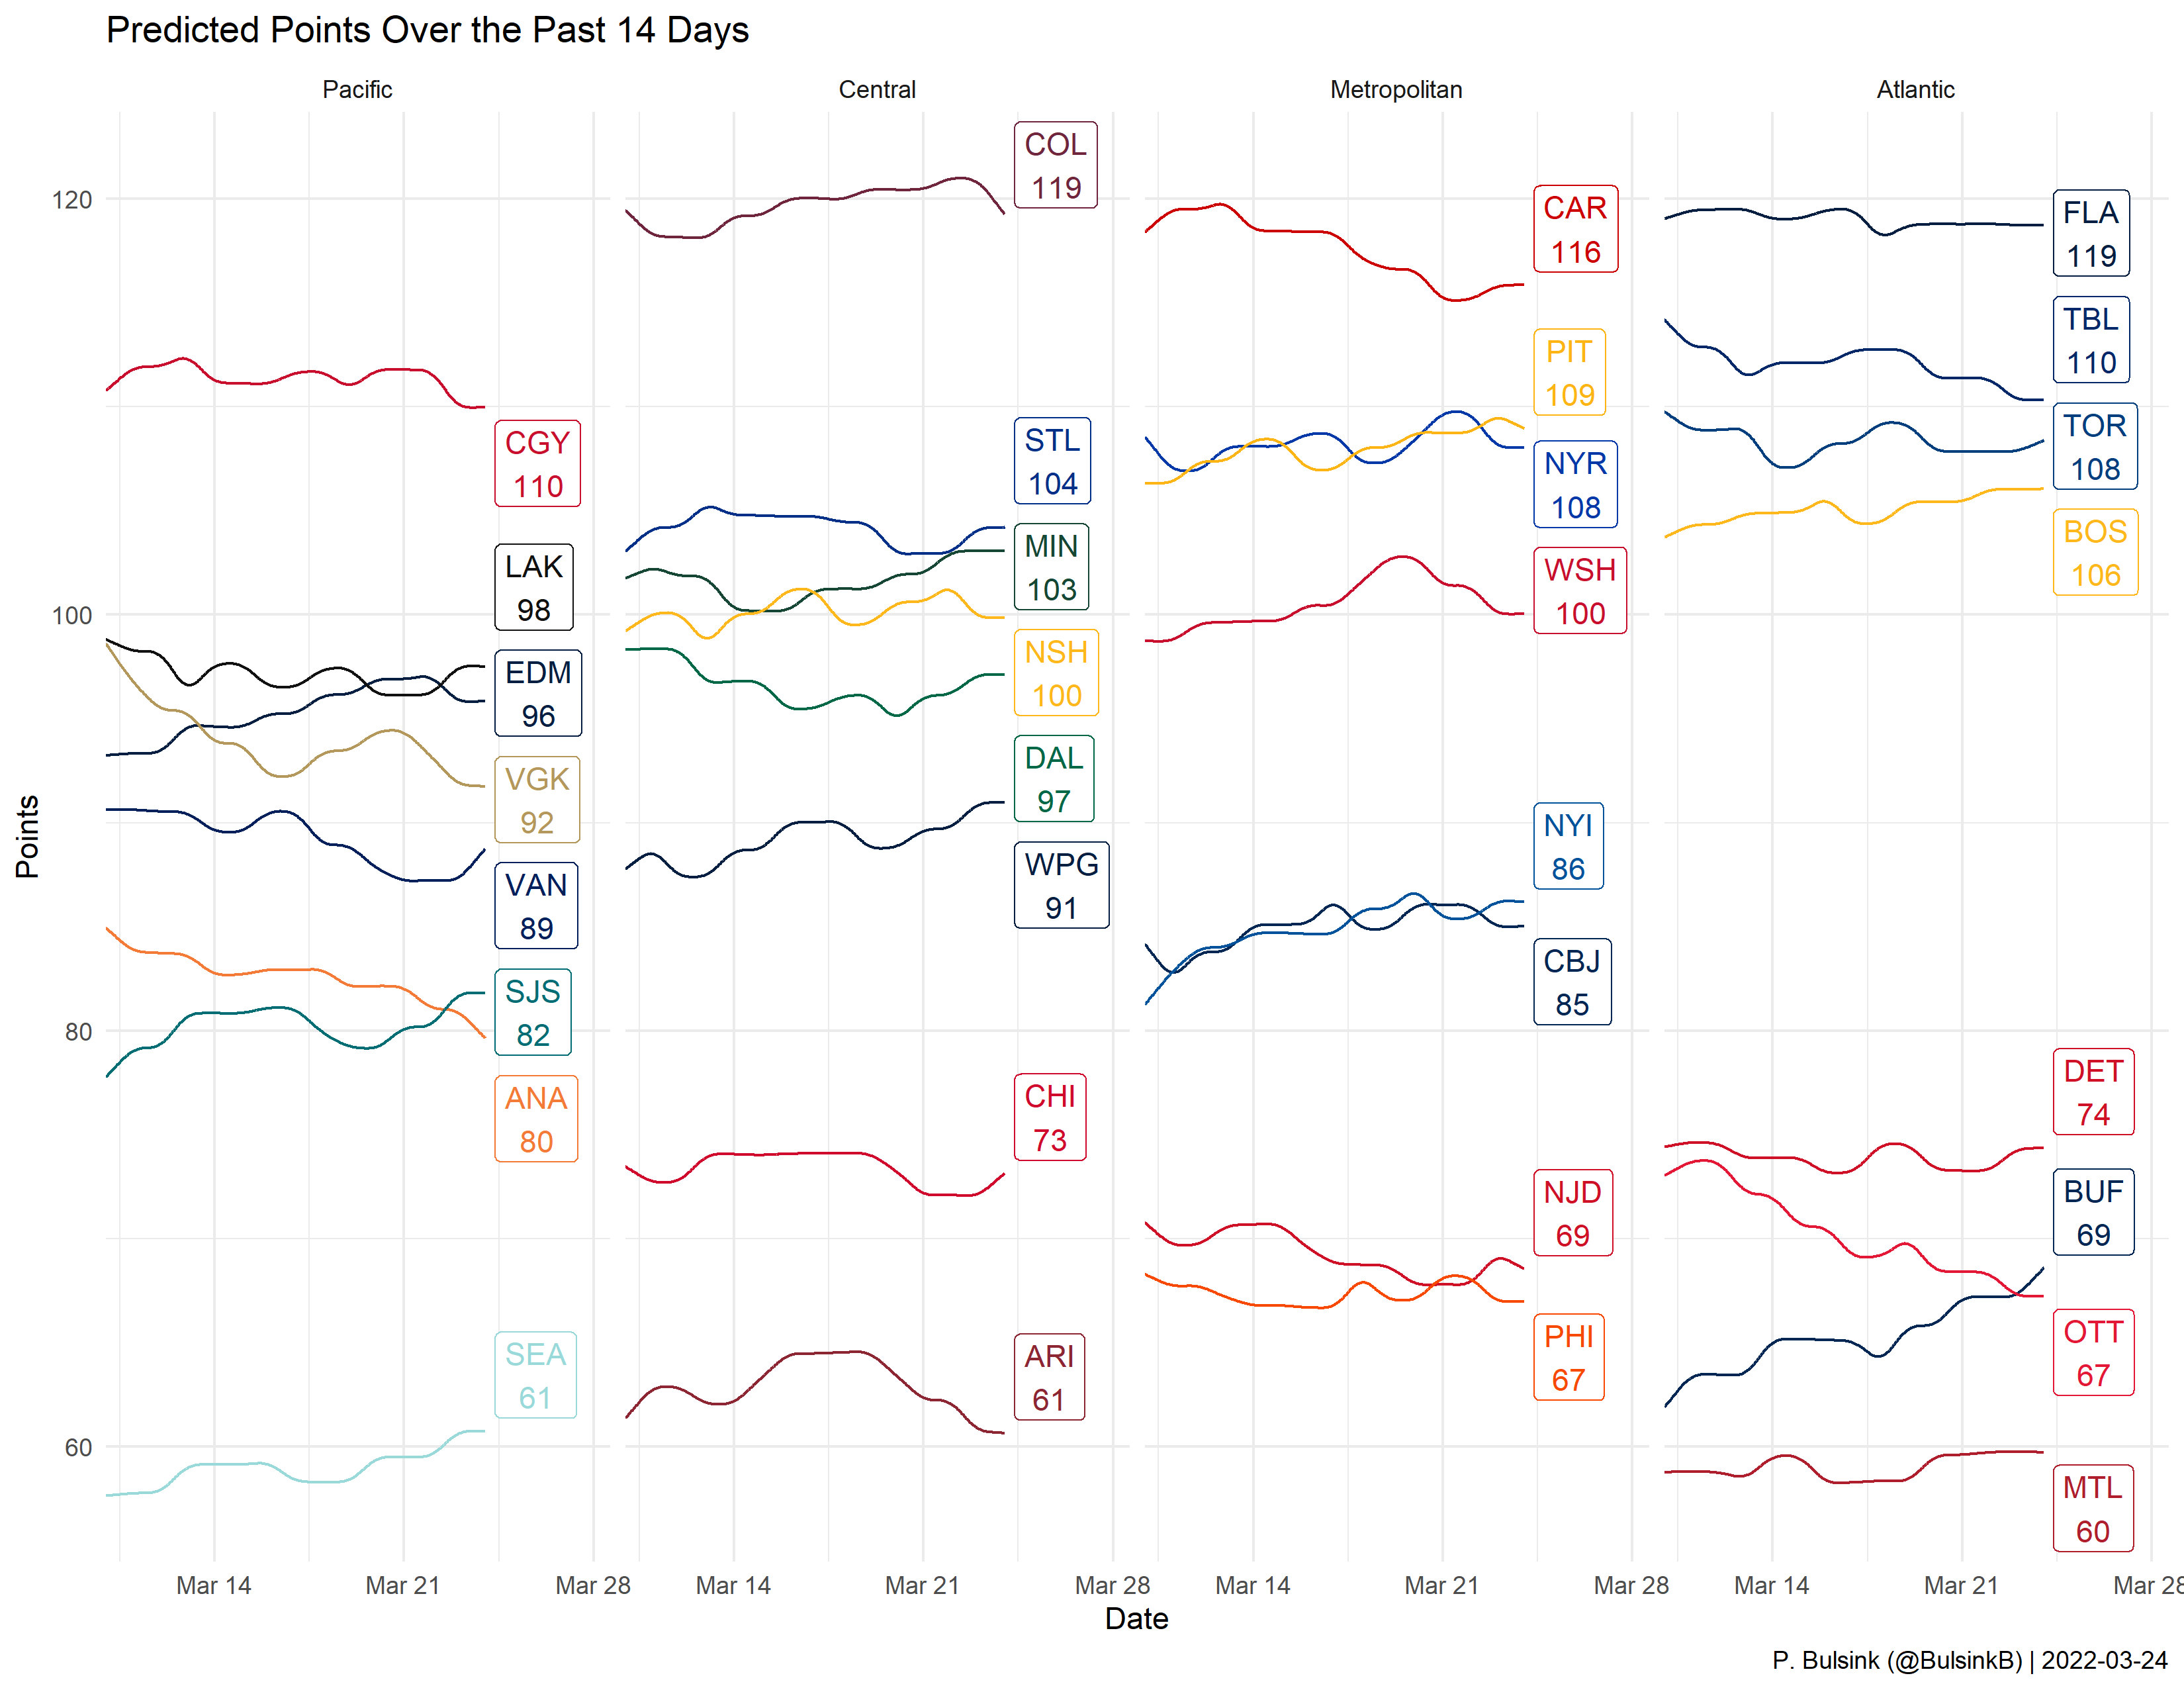 Predicted Points Over the Past 14 Days
Pacific
Central
Metropolitan
Atlantic
Points
120
100
80
60
CGY
110
LAK
98
EDM
96
VGK
92
VAN
89
SJS
82
ANA
80
SEA
61
COL
119
STL
104
MIN
103
NSH
100
DAL
97
WPG
91
CHI
73
ARI
61
CAR
116
PIT
109
NYR
108
WSH
100
NYI
86
CBJ
85
NJD
69
PHI
67
FLA
119
TBL
110
TOR
108
BOS
106
DET
74
BUF
69
OTT
67
MTL
60
Mar 14 Mar 21 Mar 28 Mar 14 Mar 21 Mar 28 Mar 14 Mar 21 Mar 28 Mar 14 Mar 21 Mar 28
Date
P. Bulsink (@BulsinkB) | 2022-03-24